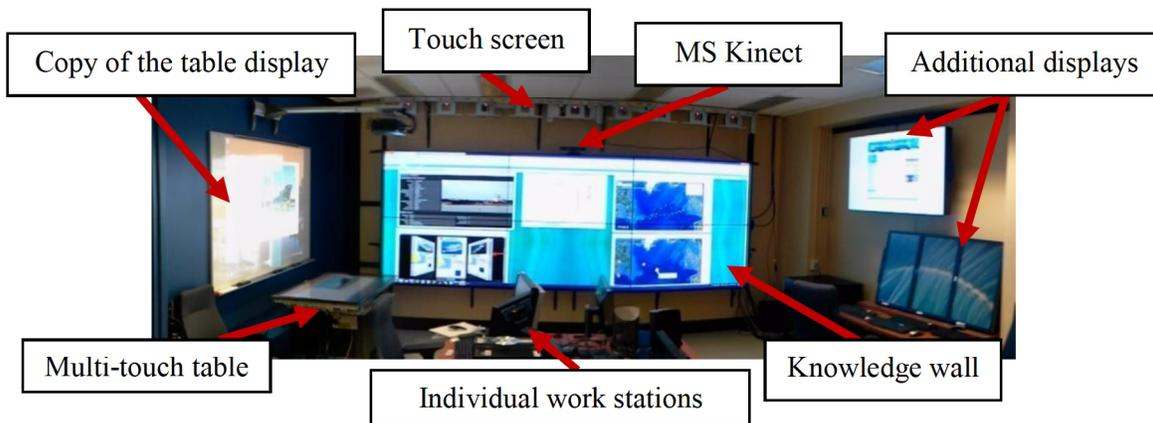 Copy of the table display
Touch screen
MS Kinect
Additional displays
Multi-touch table
Individual work stations
Knowledge wall